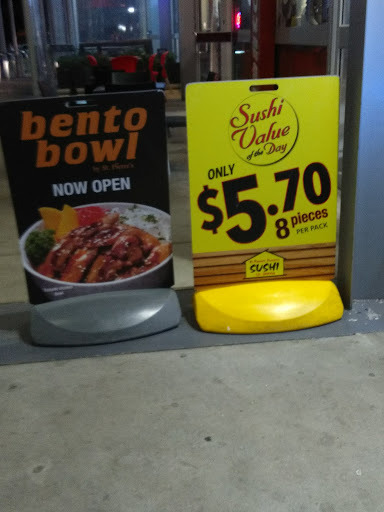 bento
bowl
by St. Pierre's
NOW OPEN
Sushi
Value
of the Day
ONLY
$5.70
8 pieces
PER PACK
SUSHI